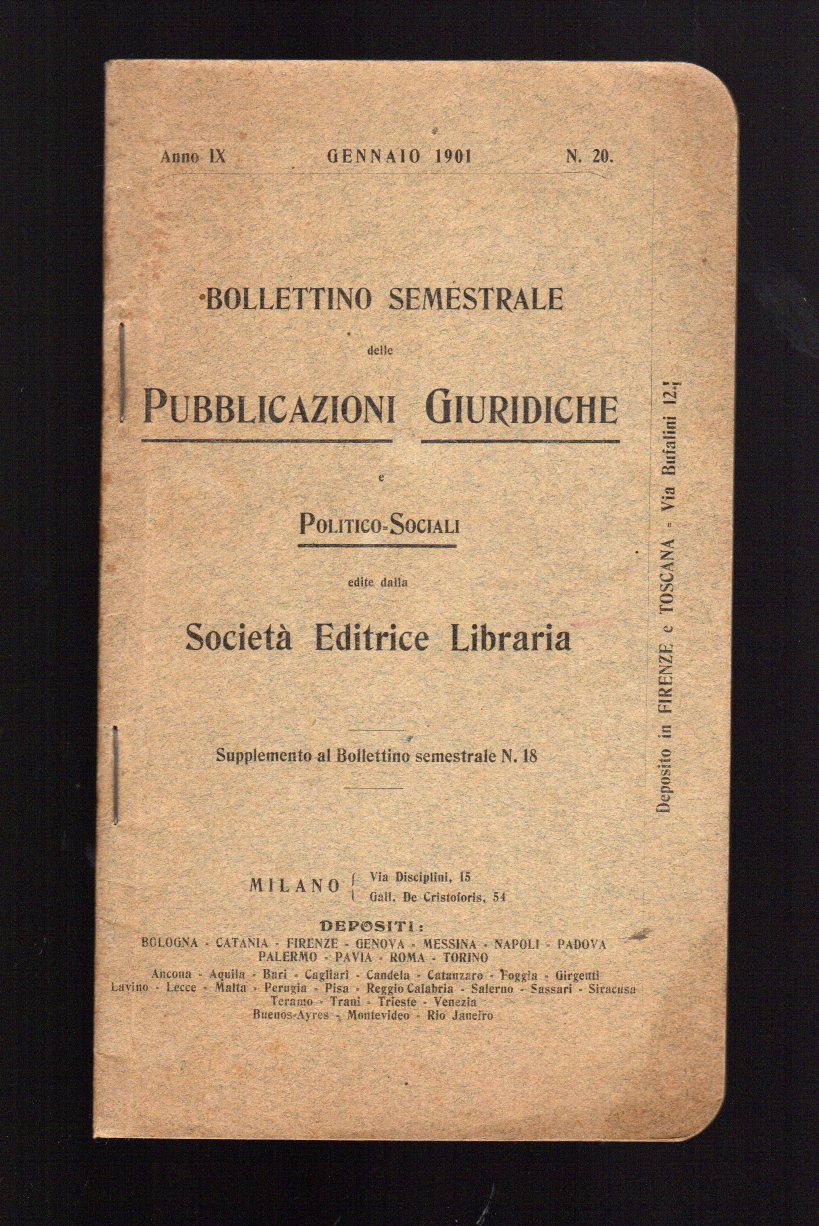 Anno IX GENNAIO 1901 N. 20.
BOLLETTINO SEMESTRALE
delle
PUBBLICAZIONI GIURIDICHE
e
POLITICO=SOCIALI
edite dalla
Società Editrice Libraria
Supplemento al Bollettino semestrale N. 18
MILANO { Via Disciplini, 15
Gall. De Cristoforis, 54
DEPOSITI:
BOLOGNA - CATANIA - FIRENZE - GENOVA - MESSINA - NAPOLI - PADOVA
PALERMO - PAVIA - ROMA - TORINO
Ancona - Aquila - Bari - Cagliari - Candela - Catanzaro - Foggia - Girgenti
Lavino - Lecce - Malta - Perugia - Pisa - Reggio Calabria - Salerno - Sassari - Siracusa
Teramo - Trani - Trieste - Venezia
Buenos-Ayres - Montevideo - Rio Janeiro
Deposito in FIRENZE e TOSCANA = Via Bufalini 12.